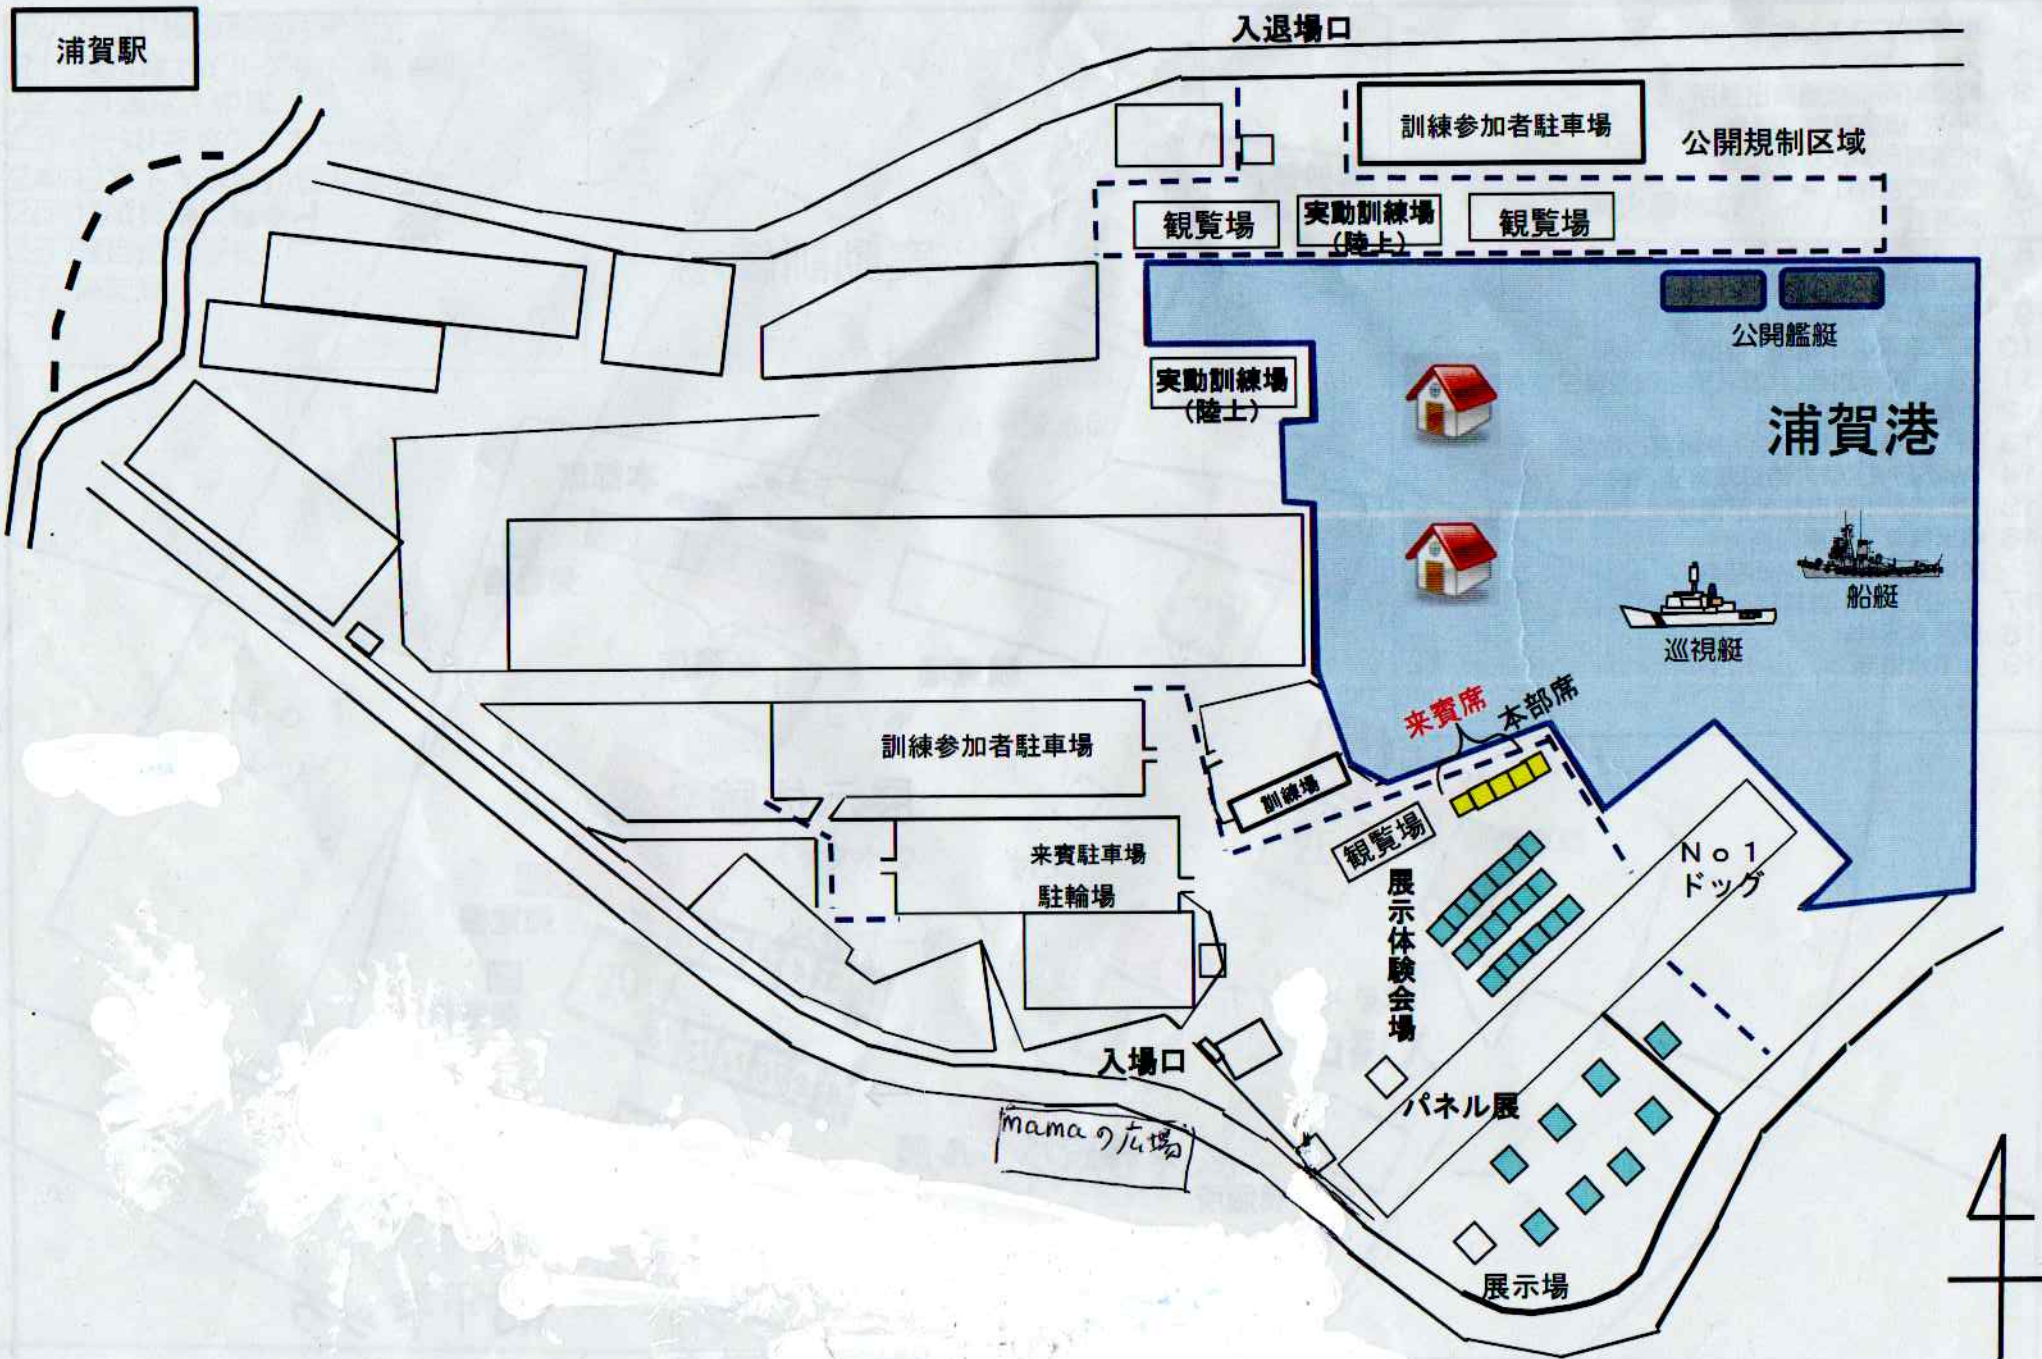 浦賀駅
入退場口
訓練参加者駐車場
公開規制区域
観覧場
実動訓練場
(陸上)
観覧場
公開艦艇
実動訓練場
(陸上)
浦賀港
船艇
巡視艇
来賓席
本部席
訓練参加者駐車場
訓練場
観覧場
来賓駐車場
駐輪場
No1
ドッグ
展示体験会場
入場口
パネル展
mamaの広場
展示場